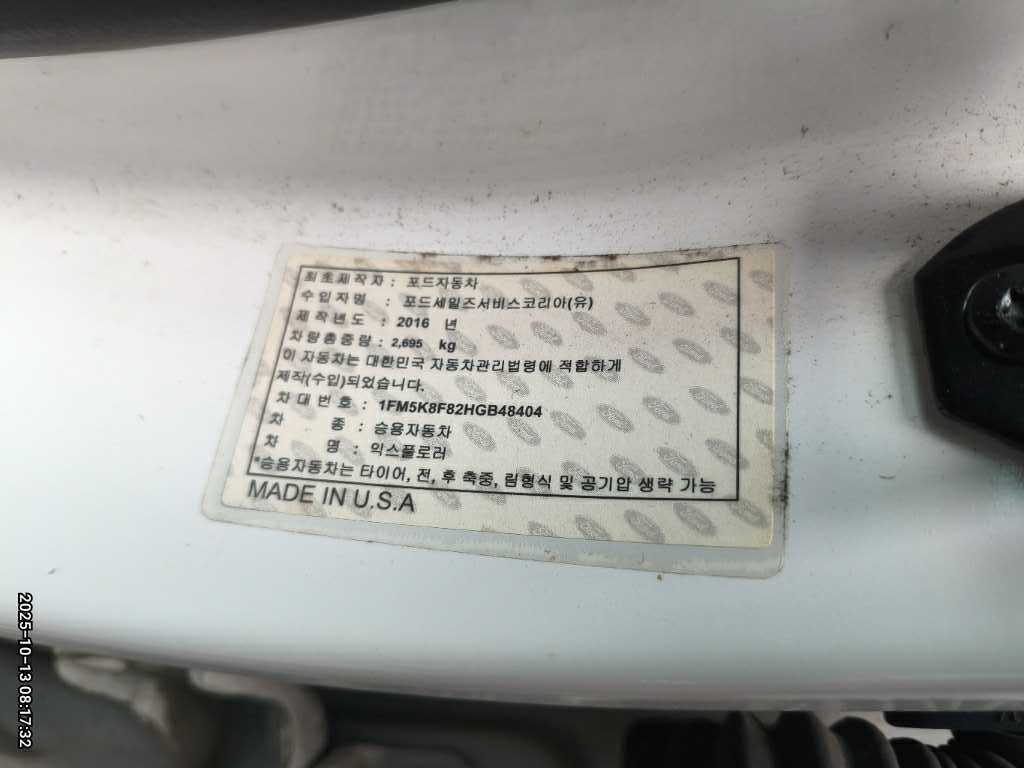 최초제작자 : 포드자동차
수입자명 : 포드세일즈서비스코리아(유)
제작년도 : 2016 년
차량총중량 : 2,695 kg
이 자동차는 대한민국 자동차관리법령에 적합하게
제작(수입)되었습니다.
차대번호 : 1FM5K8F82HGB48404
차 종 : 승용자동차
차 명 : 익스플로러
*승용자동차는 타이어, 전, 후 축중, 림형식 및 공기압 생략 가능
MADE IN U.S.A
2025-10-13 08:17:32